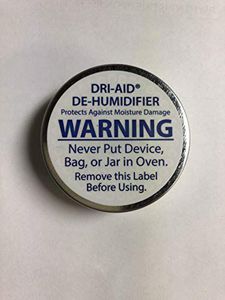 DRI-AID®
DE-HUMIDIFIER
Protects Against Moisture Damage
WARNING
Never Put Device,
Bag, or Jar in Oven.
Remove this Label
Before Using.